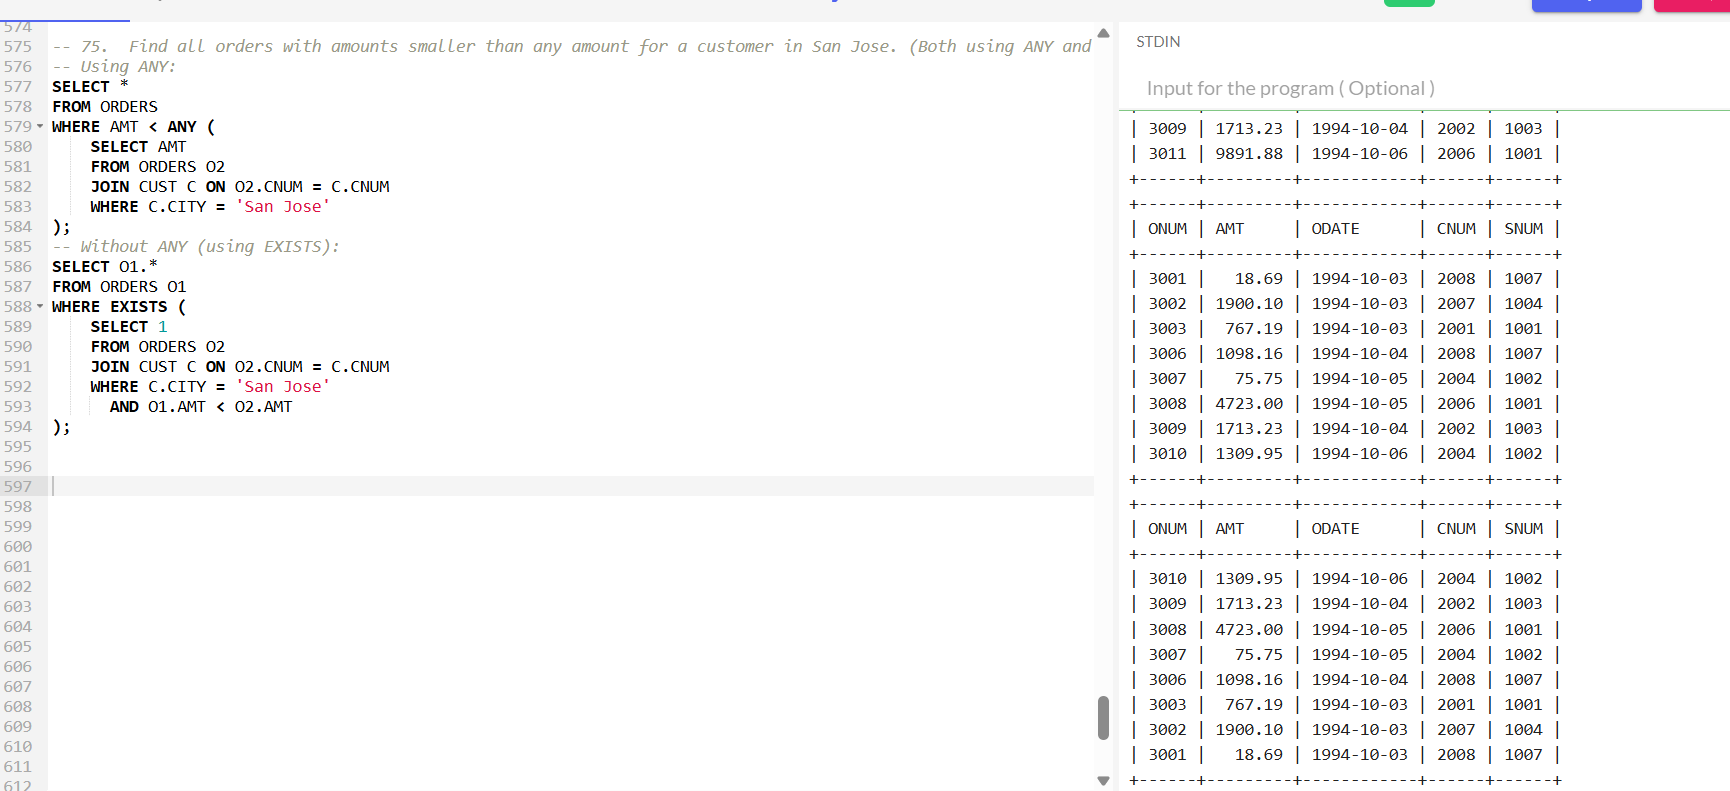 574
575 -- 75.  Find all orders with amounts smaller than any amount for a customer in San Jose. (Both using ANY and
576 -- Using ANY:
577 SELECT *
578 FROM ORDERS
579 WHERE AMT < ANY (
580     SELECT AMT
581     FROM ORDERS O2
582     JOIN CUST C ON O2.CNUM = C.CNUM
583     WHERE C.CITY = 'San Jose'
584 );
585 -- Without ANY (using EXISTS):
586 SELECT O1.*
587 FROM ORDERS O1
588 WHERE EXISTS (
589     SELECT 1
590     FROM ORDERS O2
591     JOIN CUST C ON O2.CNUM = C.CNUM
592     WHERE C.CITY = 'San Jose'
593       AND O1.AMT < O2.AMT
594 );
595
596
597
598
599
600
601
602
603
604
605
606
607
608
609
610
611
612
STDIN
Input for the program ( Optional )
| 3009 | 1713.23 | 1994-10-04 | 2002 | 1003 |
| 3011 | 9891.88 | 1994-10-06 | 2006 | 1001 |
+------+---------+------------+------+------+
+------+---------+------------+------+------+
| ONUM | AMT     | ODATE      | CNUM | SNUM |
+------+---------+------------+------+------+
| 3001 |   18.69 | 1994-10-03 | 2008 | 1007 |
| 3002 | 1900.10 | 1994-10-03 | 2007 | 1004 |
| 3003 |  767.19 | 1994-10-03 | 2001 | 1001 |
| 3006 | 1098.16 | 1994-10-04 | 2008 | 1007 |
| 3007 |   75.75 | 1994-10-05 | 2004 | 1002 |
| 3008 | 4723.00 | 1994-10-05 | 2006 | 1001 |
| 3009 | 1713.23 | 1994-10-04 | 2002 | 1003 |
| 3010 | 1309.95 | 1994-10-06 | 2004 | 1002 |
+------+---------+------------+------+------+
+------+---------+------------+------+------+
| ONUM | AMT     | ODATE      | CNUM | SNUM |
+------+---------+------------+------+------+
| 3010 | 1309.95 | 1994-10-06 | 2004 | 1002 |
| 3009 | 1713.23 | 1994-10-04 | 2002 | 1003 |
| 3008 | 4723.00 | 1994-10-05 | 2006 | 1001 |
| 3007 |   75.75 | 1994-10-05 | 2004 | 1002 |
| 3006 | 1098.16 | 1994-10-04 | 2008 | 1007 |
| 3003 |  767.19 | 1994-10-03 | 2001 | 1001 |
| 3002 | 1900.10 | 1994-10-03 | 2007 | 1004 |
| 3001 |   18.69 | 1994-10-03 | 2008 | 1007 |
+------+---------+------------+------+------+